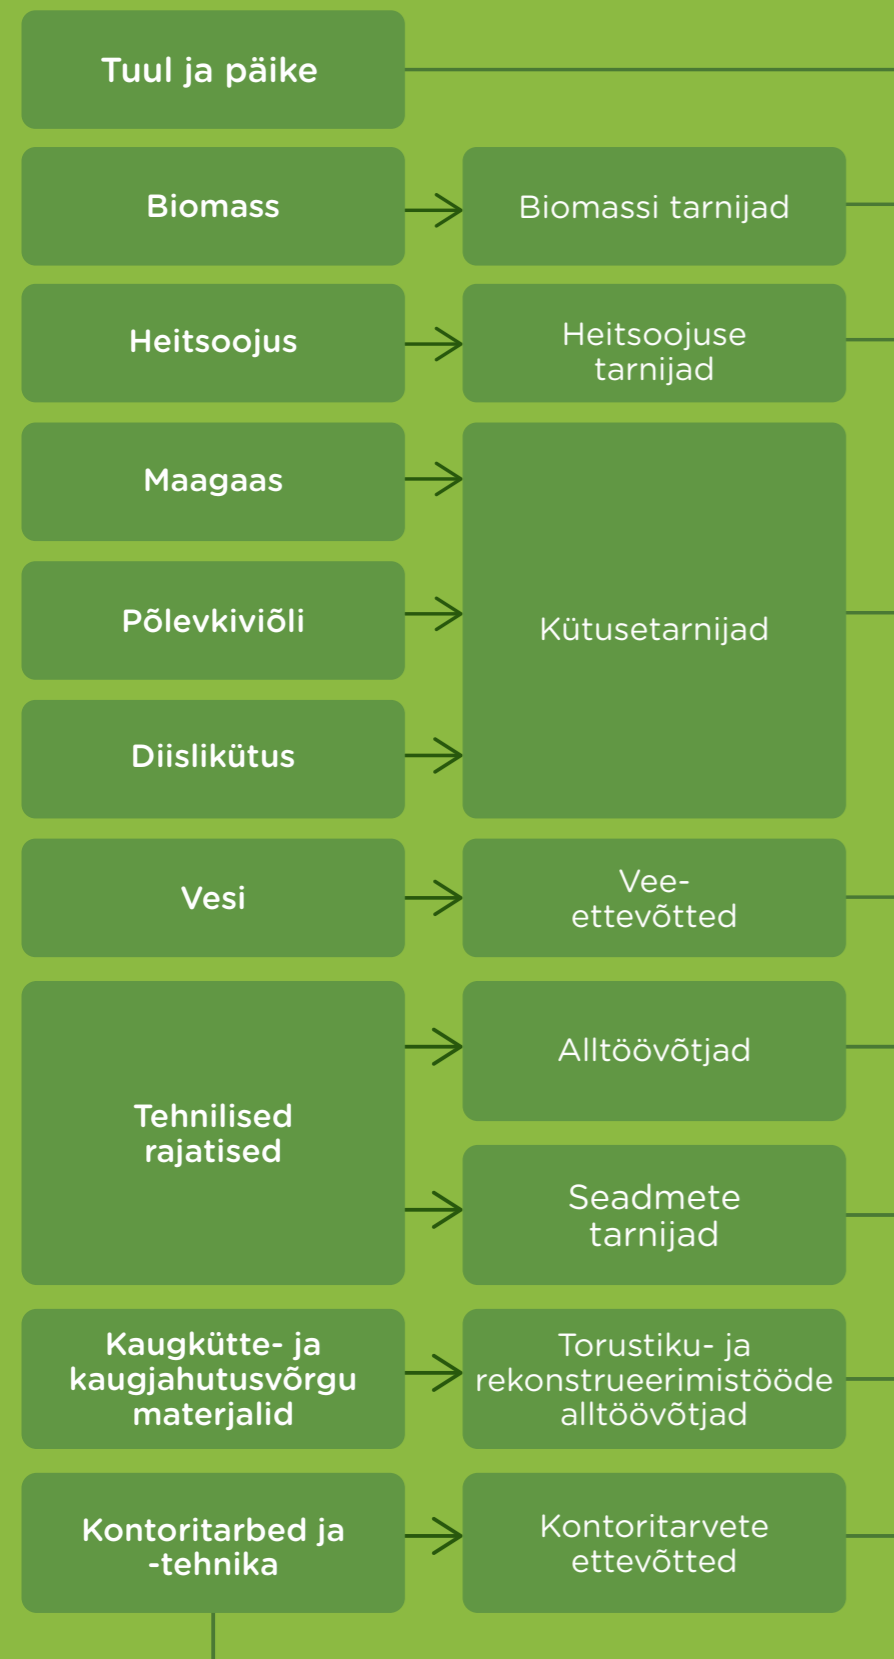 Tuul ja päike
Biomass
Biomassi tarnijad
Heitsoojus
Heitsoojuse
tarnijad
Maagaas
Põlevkiviõli
Diislikütus
Kütusetarnijad
Vesi
Vee-
ettevõtted
Tehnilised
rajatised
Alltöövõtjad
Seadmete
tarnijad
Kaugkütte- ja
kaugjahutusvõrgu
materjalid
Torustiku- ja
rekonstrueerimistööde
alltöövõtjad
Kontoritarbed ja
-tehnika
Kontoritarvete
ettevõtted